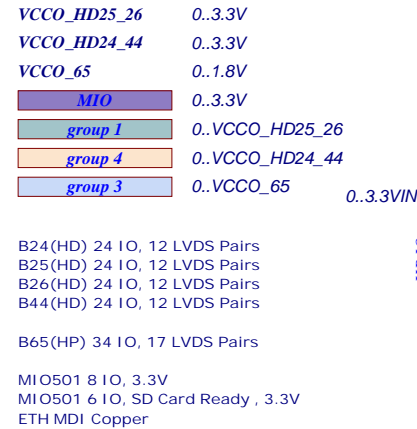 VCCO_HD25_26 0..3.3V
VCCO_HD24_44 0..3.3V
VCCO_65 0..1.8V
MIO 0..3.3V
group 1 0..VCCO_HD25_26
group 4 0..VCCO_HD24_44
group 3 0..VCCO_65
0..3.3VIN
B24(HD) 24 IO, 12 LVDS Pairs
B25(HD) 24 IO, 12 LVDS Pairs
B26(HD) 24 IO, 12 LVDS Pairs
B44(HD) 24 IO, 12 LVDS Pairs
B65(HP) 34 IO, 17 LVDS Pairs
MIO501 8 IO, 3.3V
MIO501 6 IO, SD Card Ready , 3.3V
ETH MDI Copper